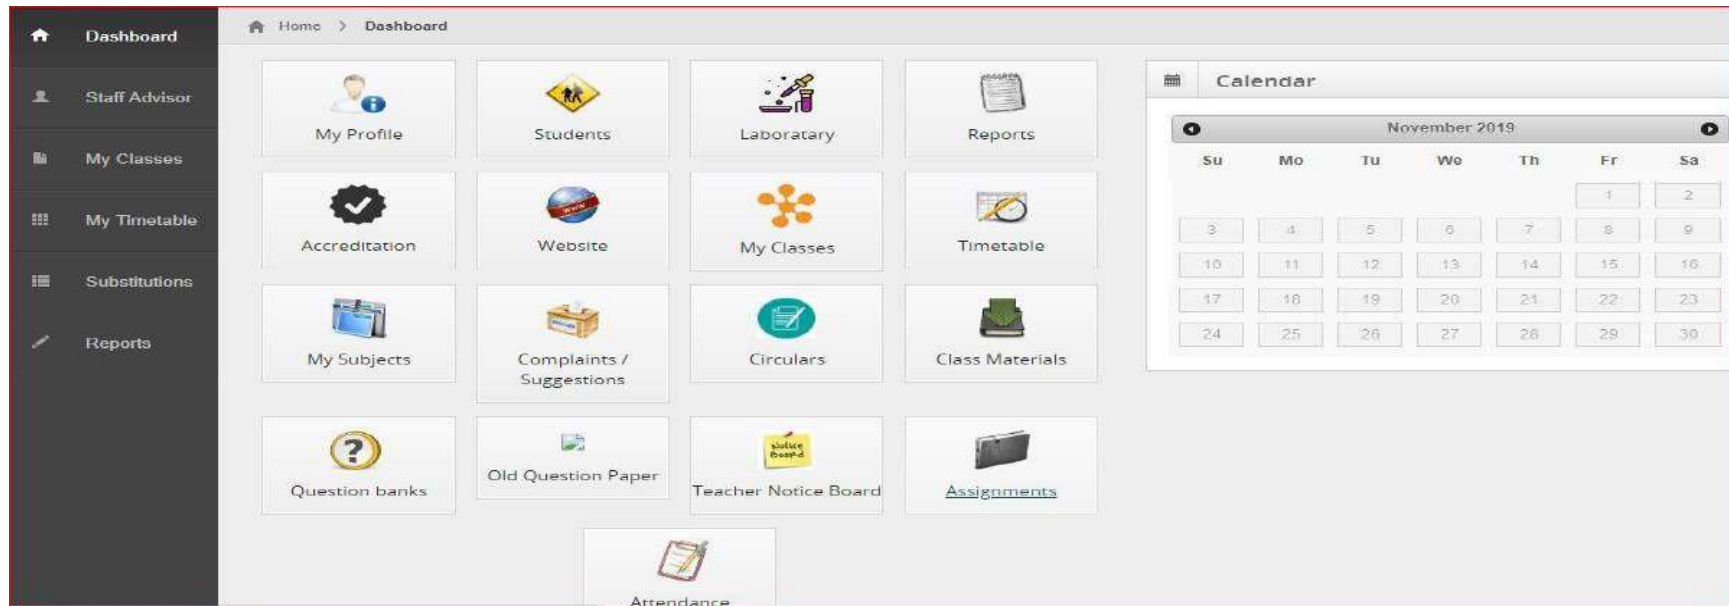 Dashboard
Staff Advisor
My Classes
My Timetable
Substitutions
Reports
Home > Dashboard
My Profile
Students
Laboratary
Reports
Accreditation
www
Website
My Classes
Timetable
My Subjects
Complaints /
Suggestions
Circulars
Class Materials
?
Question banks
Old Question Paper
Notice
Board
Teacher Notice Board
Assignments
Attendance
Calendar
November 2019
Su Mo Tu We Th Fr Sa
1 2
3 4 5 6 7 8 9
10 11 12 13 14 15 16
17 18 19 20 21 22 23
24 25 26 27 28 29 30